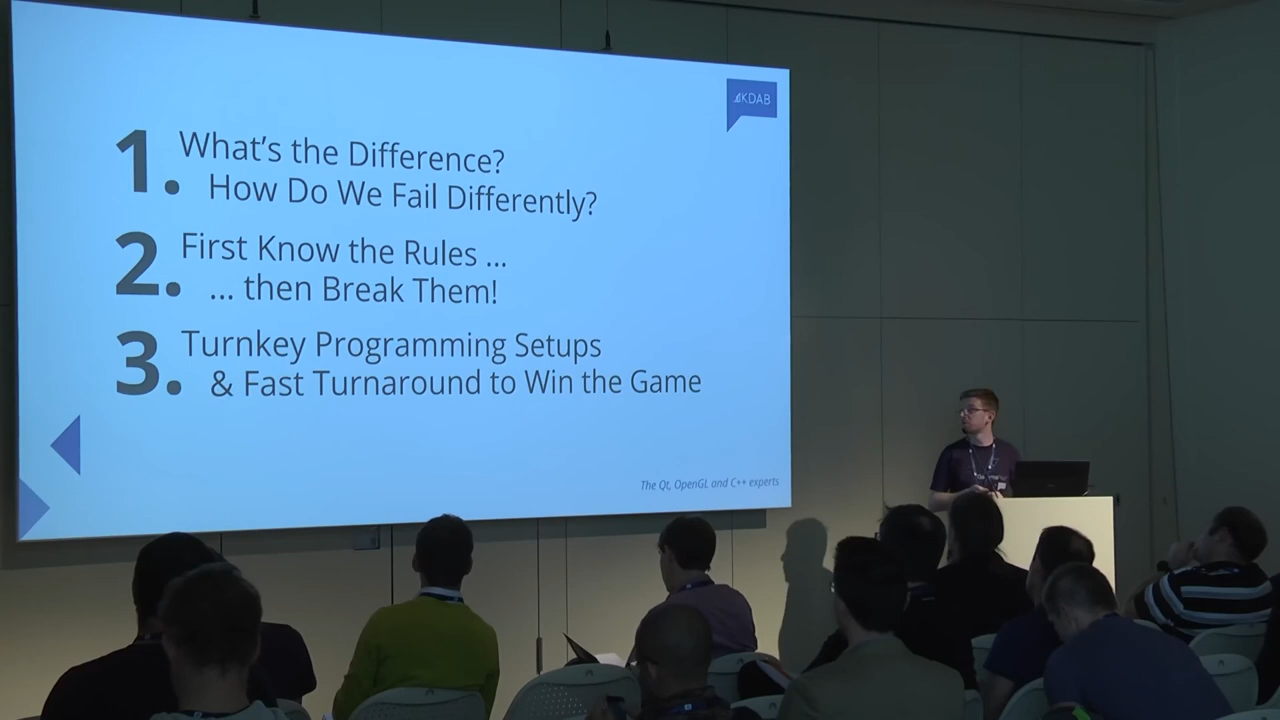 KDAB
1. What's the Difference?
How Do We Fail Differently?
2. First Know the Rules ...
... then Break Them!
3. Turnkey Programming Setups
& Fast Turnaround to Win the Game
The Qt, OpenGL and C++ experts